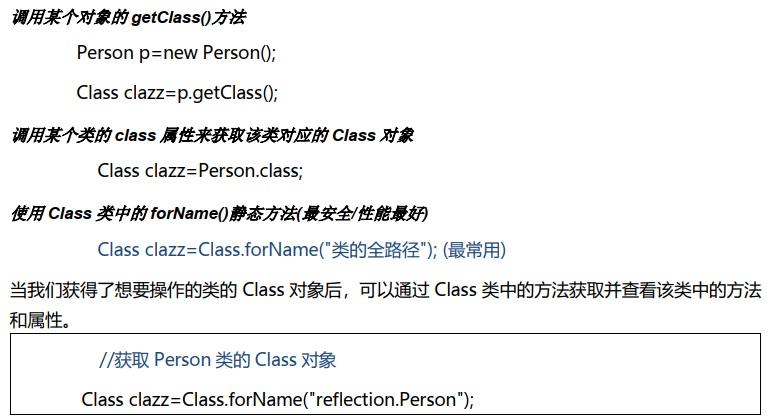 调用某个对象的 getClass()方法
Person p=new Person();
Class clazz=p.getClass();
调用某个类的 class 属性来获取该类对应的 Class 对象
Class clazz=Person.class;
使用 Class 类中的 forName()静态方法(最安全/性能最好)
Class clazz=Class.forName("类的全路径"); (最常用)
当我们获得了想要操作的类的 Class 对象后，可以通过 Class 类中的方法获取并查看该类中的方法
和属性。
//获取 Person 类的 Class 对象
Class clazz=Class.forName("reflection.Person");